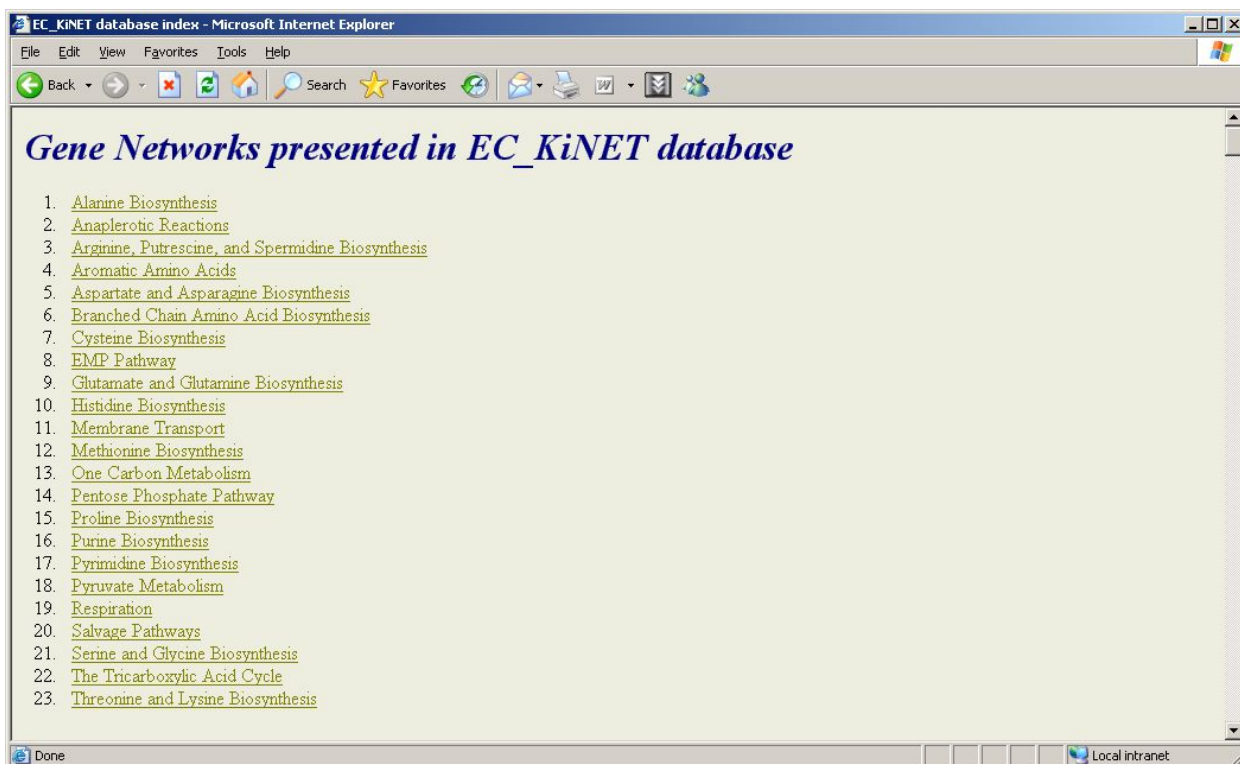 EC_KiNET database index - Microsoft Internet Explorer
File Edit View Favorites Tools Help
Back Search Favorites W
Gene Networks presented in EC_KiNET database
1. Alanine Biosynthesis
2. Anaplerotic Reactions
3. Arginine, Putrescine, and Spermidine Biosynthesis
4. Aromatic Amino Acids
5. Aspartate and Asparagine Biosynthesis
6. Branched Chain Amino Acid Biosynthesis
7. Cysteine Biosynthesis
8. EMP Pathway
9. Glutamate and Glutamine Biosynthesis
10. Histidine Biosynthesis
11. Membrane Transport
12. Methionine Biosynthesis
13. One Carbon Metabolism
14. Pentose Phosphate Pathway
15. Proline Biosynthesis
16. Purine Biosynthesis
17. Pyrimidine Biosynthesis
18. Pyruvate Metabolism
19. Respiration
20. Salvage Pathways
21. Serine and Glycine Biosynthesis
22. The Tricarboxylic Acid Cycle
23. Threonine and Lysine Biosynthesis
Done Local intranet